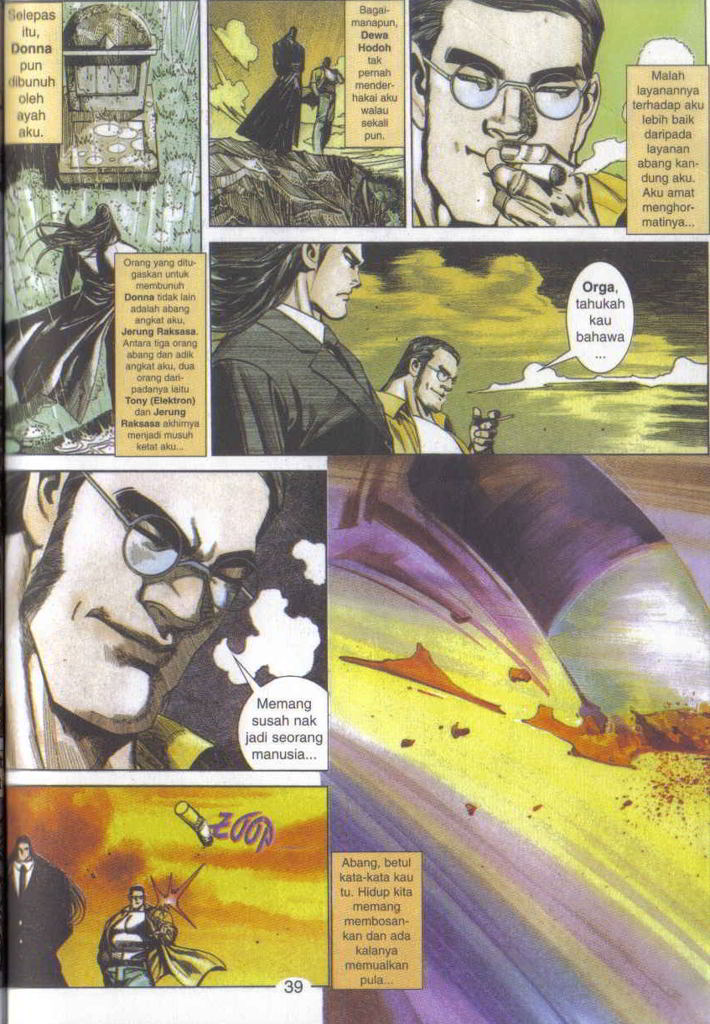 Selepas
itu,
Donna
pun
dibunuh
oleh
ayah
aku.
Bagai-
manapun,
Dewa
Hodoh
tak
pernah
mender-
hakai aku
walau
sekali
pun.
Malah
layanannya
terhadap aku
lebih baik
daripada
layanan
abang kan-
dung aku.
Aku amat
menghor-
matinya...
Orang yang ditu-
gaskan untuk
membunuh
Donna tidak lain
adalah abang
angkat aku,
Jerung Raksasa.
Antara tiga orang
abang dan adik
angkat aku, dua
orang dari-
padanya iaitu
Tony (Elektron)
dan Jerung
Raksasa akhirnya
menjadi musuh
ketat aku...
Orga,
tahukah
kau
bahawa
...
Memang
susah nak
jadi seorang
manusia...
ZOOP
Abang, betul
kata-kata kau
tu. Hidup kita
memang
membosan-
kan dan ada
kalanya
memualkan
pula...
39